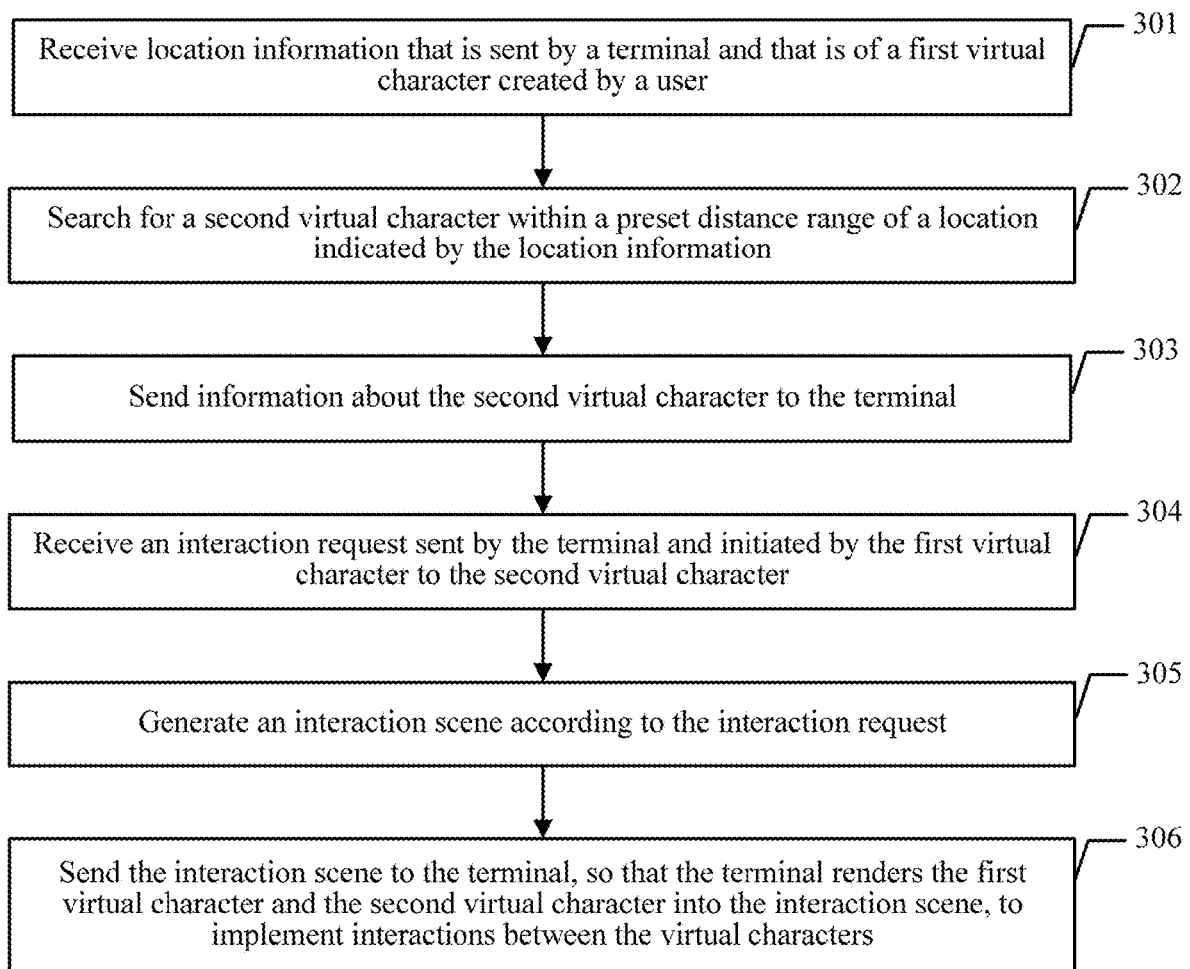 301
Receive location information that is sent by a terminal and that is of a first virtual
character created by a user
302
Search for a second virtual character within a preset distance range of a location
indicated by the location information
303
Send information about the second virtual character to the terminal
304
Receive an interaction request sent by the terminal and initiated by the first virtual
character to the second virtual character
305
Generate an interaction scene according to the interaction request
306
Send the interaction scene to the terminal, so that the terminal renders the first
virtual character and the second virtual character into the interaction scene, to
implement interactions between the virtual characters